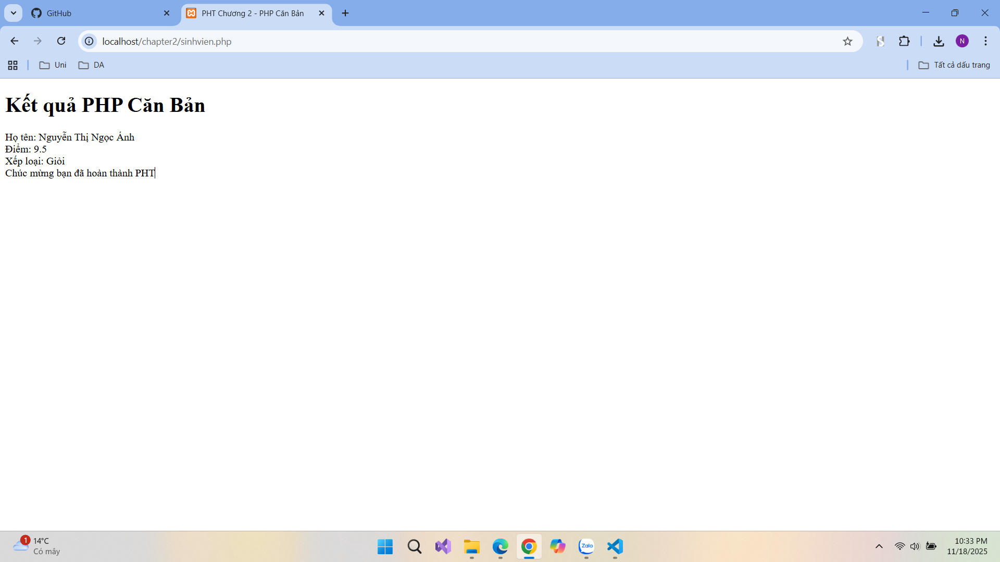 GitHub
PHT Chương 2 - PHP Căn Bản
localhost/chapter2/sinhvien.php
N
Uni
DA
Tất cả dấu trang
Kết quả PHP Căn Bản
Họ tên: Nguyễn Thị Ngọc Ánh
Điểm: 9.5
Xếp loại: Giỏi
Chúc mừng bạn đã hoàn thành PHT
1
14°C
Có mây
Zalo
10:33 PM
11/18/2025